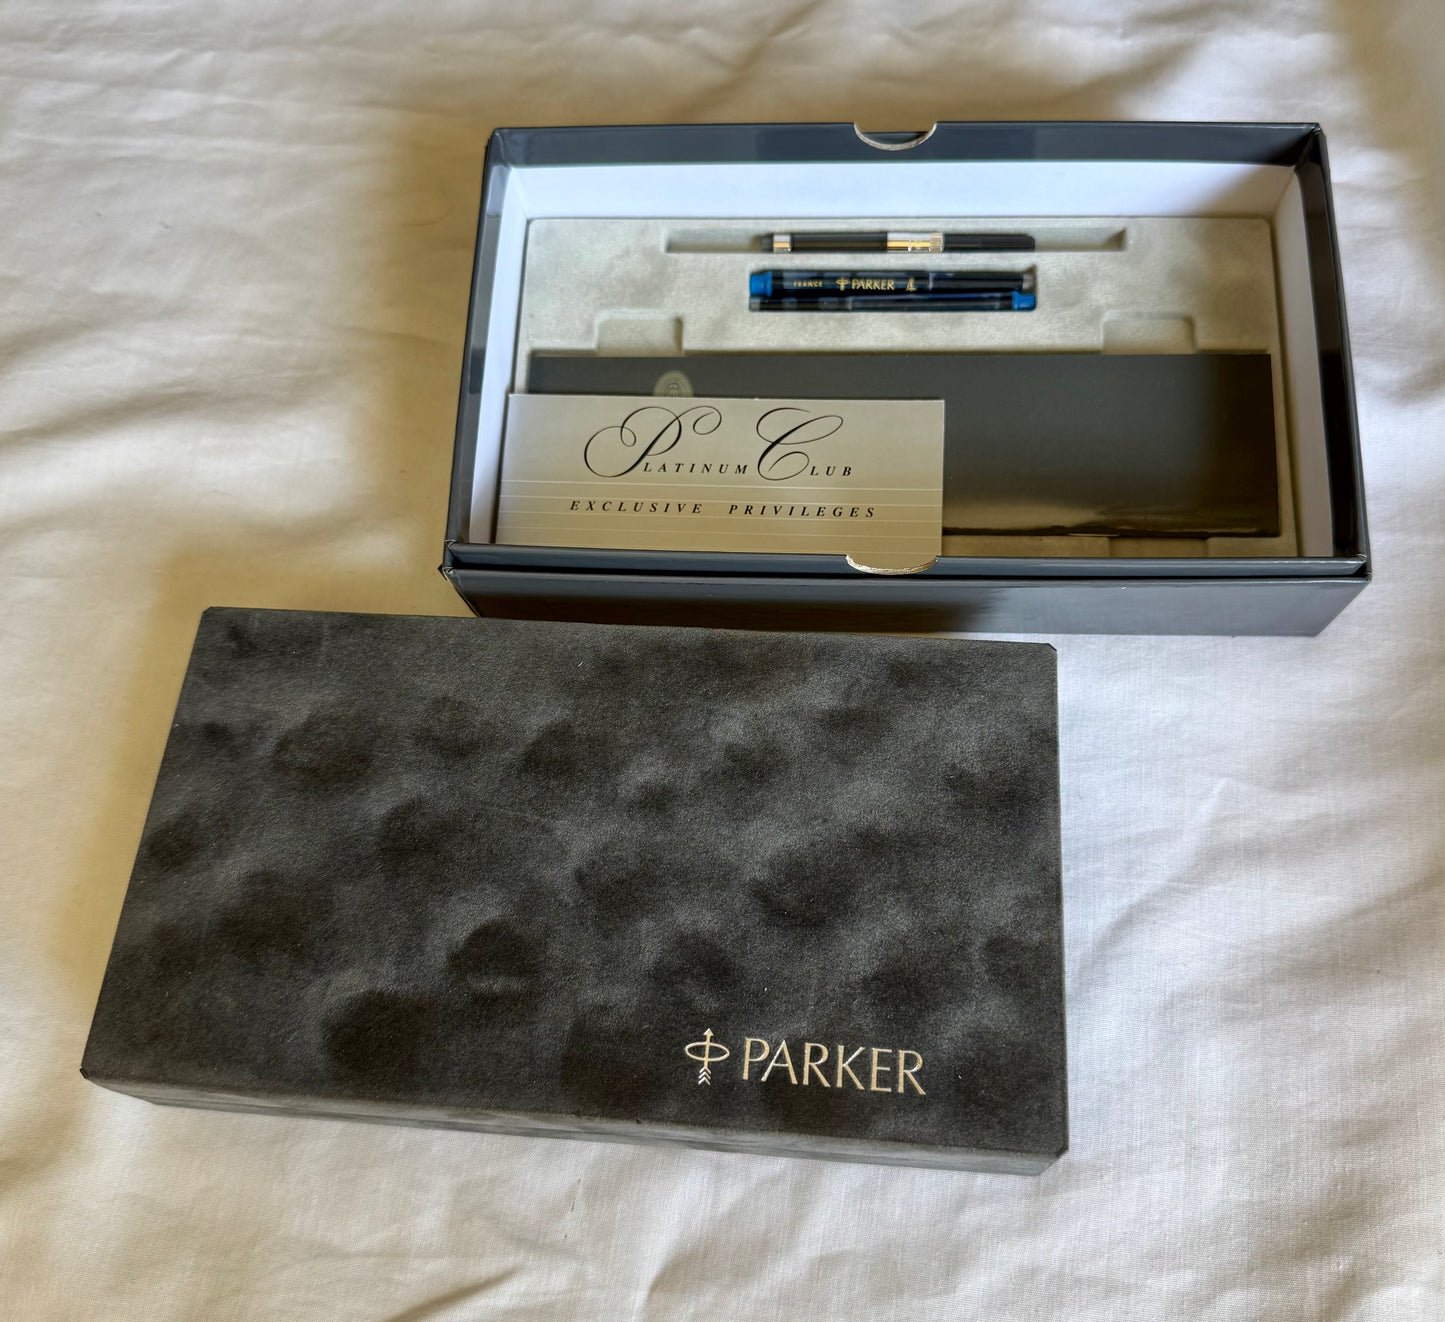 FRANCE PARKER
PLATINUM CLUB
EXCLUSIVE PRIVILEGES
PARKER